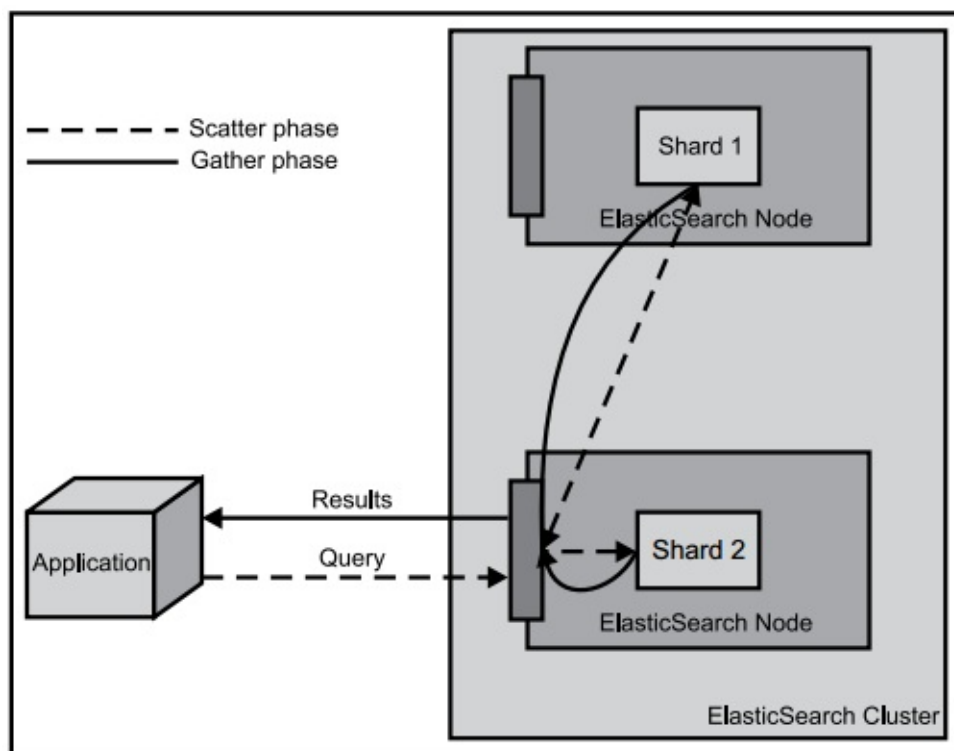 Scatter phase
Gather phase
Shard 1
ElasticSearch Node
Results
Application
Query
Shard 2
ElasticSearch Node
ElasticSearch Cluster